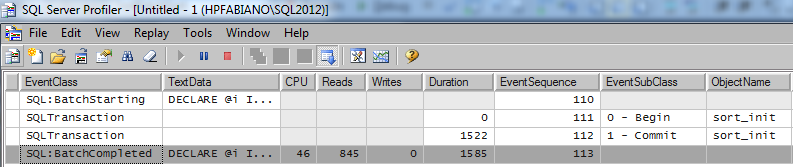 SQL Server Profiler - [Untitled - 1 (HPFABIANO\SQL2012)]
File Edit View Replay Tools Window Help
EventClass TextData CPU Reads Writes Duration EventSequence EventSubClass ObjectName
SQL:BatchStarting DECLARE @i I... 110
SQLTransaction 0 111 0 - Begin sort_init
SQLTransaction 1522 112 1 - Commit sort_init
SQL:BatchCompleted DECLARE @i I... 46 845 0 1585 113